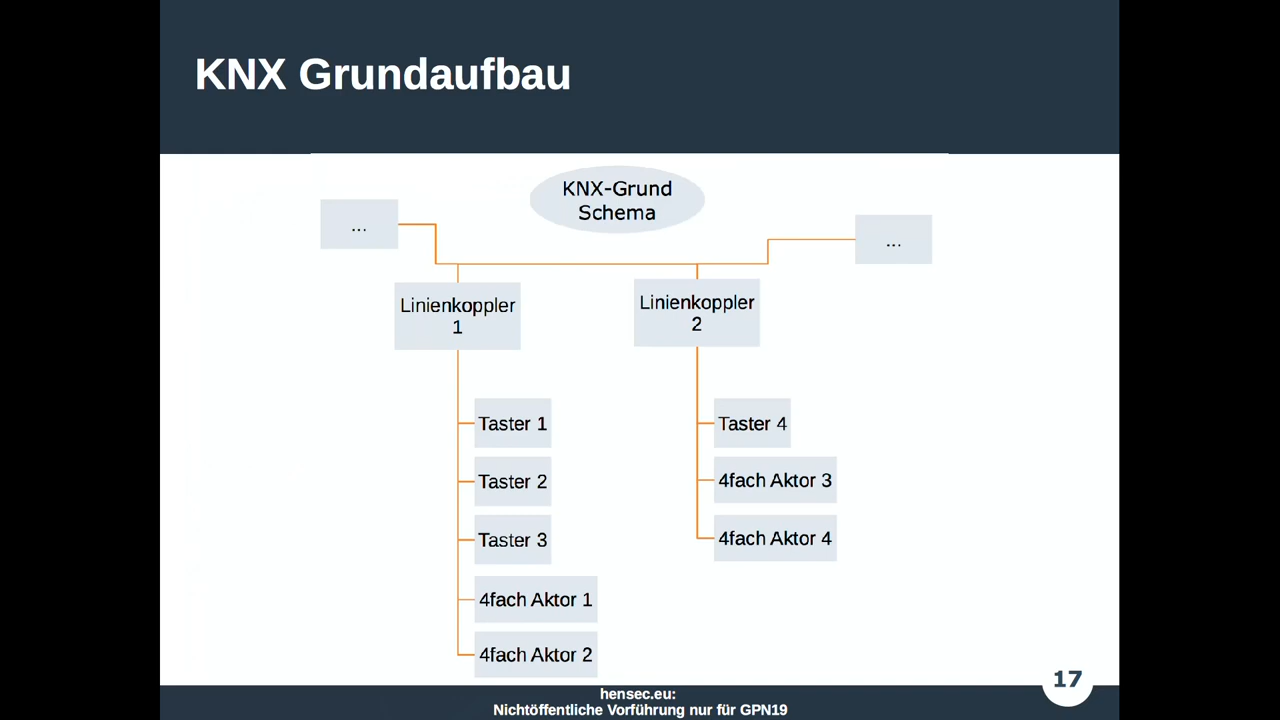 KNX Grundaufbau
KNX-Grund
Schema
...
...
Linienkoppler
1
Linienkoppler
2
Taster 1
Taster 2
Taster 3
4fach Aktor 1
4fach Aktor 2
Taster 4
4fach Aktor 3
4fach Aktor 4
17
hensec.eu:
Nichtöffentliche Vorführung nur für GPN19